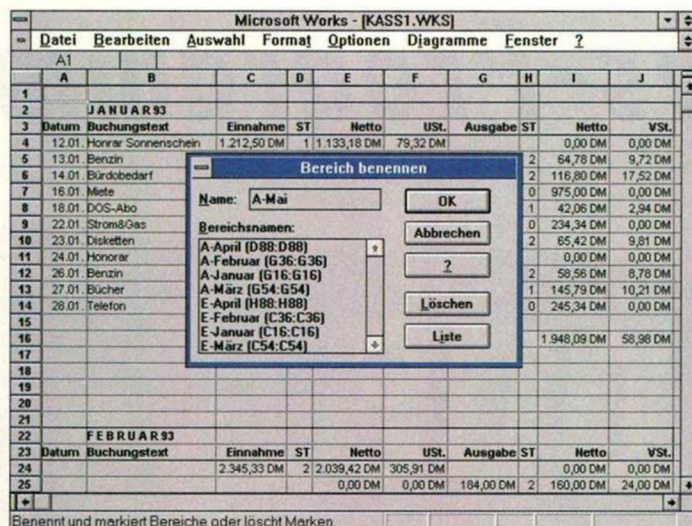 Microsoft Works - [KASS1.WKS]
Datei Bearbeiten Auswahl Format Optionen Diagramme Fenster ?
A1
A B C D E F G H I J
1
2 JANUAR93
3 Datum Buchungstext Einnahme ST Netto USt. Ausgabe ST Netto VSt.
4 12.01. Honrar Sonnenschein 1.212,50 DM 1 1.133,18 DM 79,32 DM 0,00 DM 0,00 DM
5 13.01. Benzin 2 64,78 DM 9,72 DM
6 14.01. Bürdobedarf 2 116,80 DM 17,52 DM
7 16.01. Miete 0 975,00 DM 0,00 DM
8 18.01. DOS-Abo 1 42,06 DM 2,94 DM
9 22.01. Strom&Gas 0 234,34 DM 0,00 DM
10 23.01. Disketten 2 65,42 DM 9,81 DM
11 24.01. Honorar 0,00 DM 0,00 DM
12 26.01. Benzin 2 58,56 DM 8,78 DM
13 27.01. Bücher 1 145,79 DM 10,21 DM
14 28.01. Telefon 0 245,34 DM 0,00 DM
15
16 1.948,09 DM 58,98 DM
17
18
19
20
21
22 FEBRUAR93
23 Datum Buchungstext Einnahme ST Netto USt. Ausgabe ST Netto VSt.
24 2.345,33 DM 2 2.039,42 DM 305,91 DM 0,00 DM 0,00 DM
25 0,00 DM 0,00 DM 184,00 DM 2 160,00 DM 24,00 DM
Bereich benennen
Name: A-Mai
OK
Bereichsnamen:
Abbrechen
A-April (D88:D88)
A-Februar (G36:G36)
A-Januar (G16:G16)
A-März (G54:G54)
E-April (H88:H88)
E-Februar (C36:C36)
E-Januar (C16:C16)
E-März (C54:C54)
?
Löschen
Liste
Benennt und markiert Bereiche oder löscht Marken